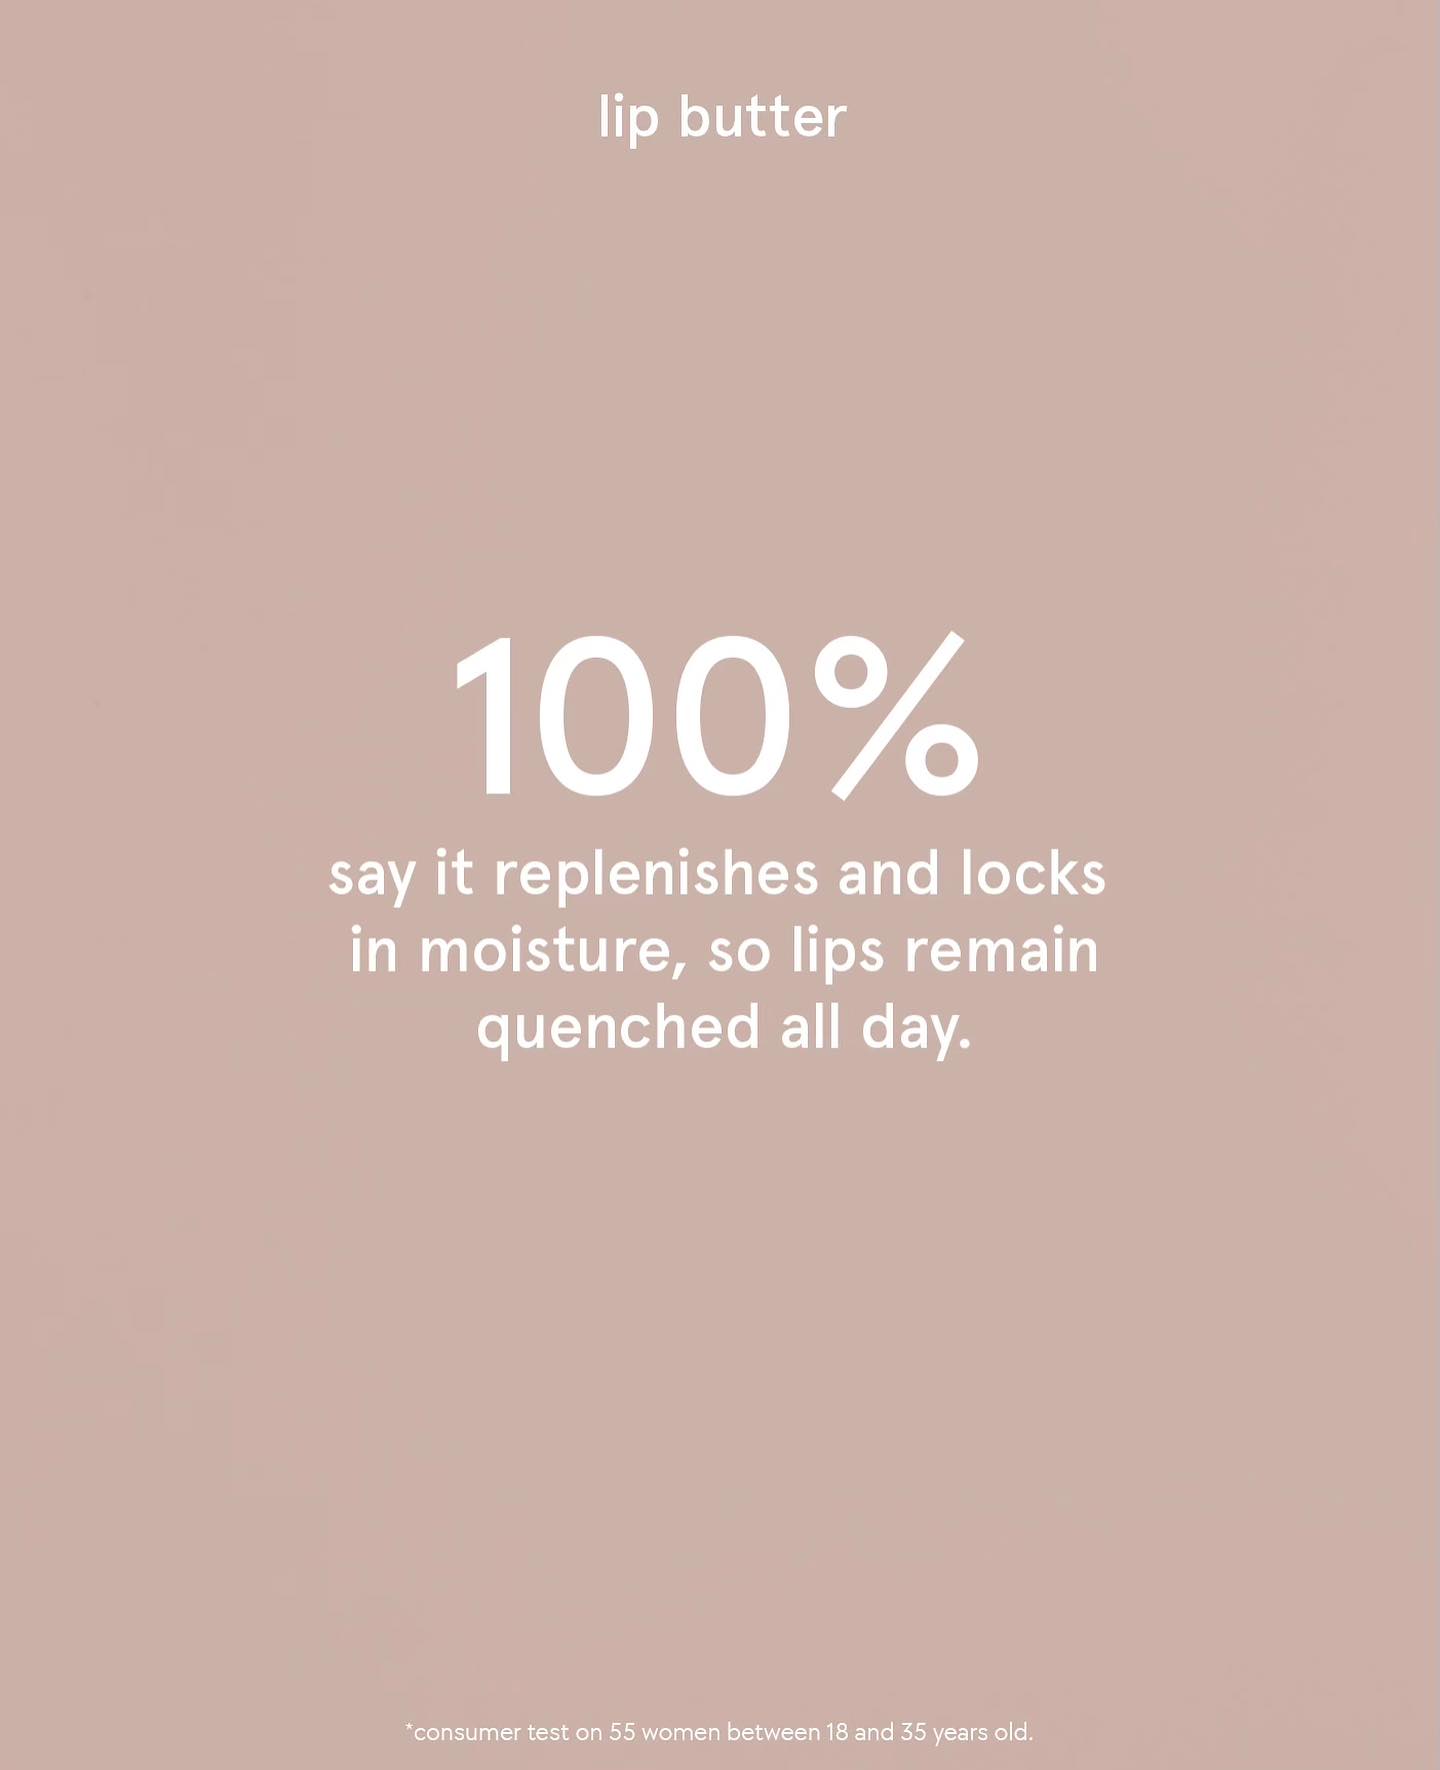 lip butter
100%
say it replenishes and locks
in moisture, so lips remain
quenched all day.
*consumer test on 55 women between 18 and 35 years old.